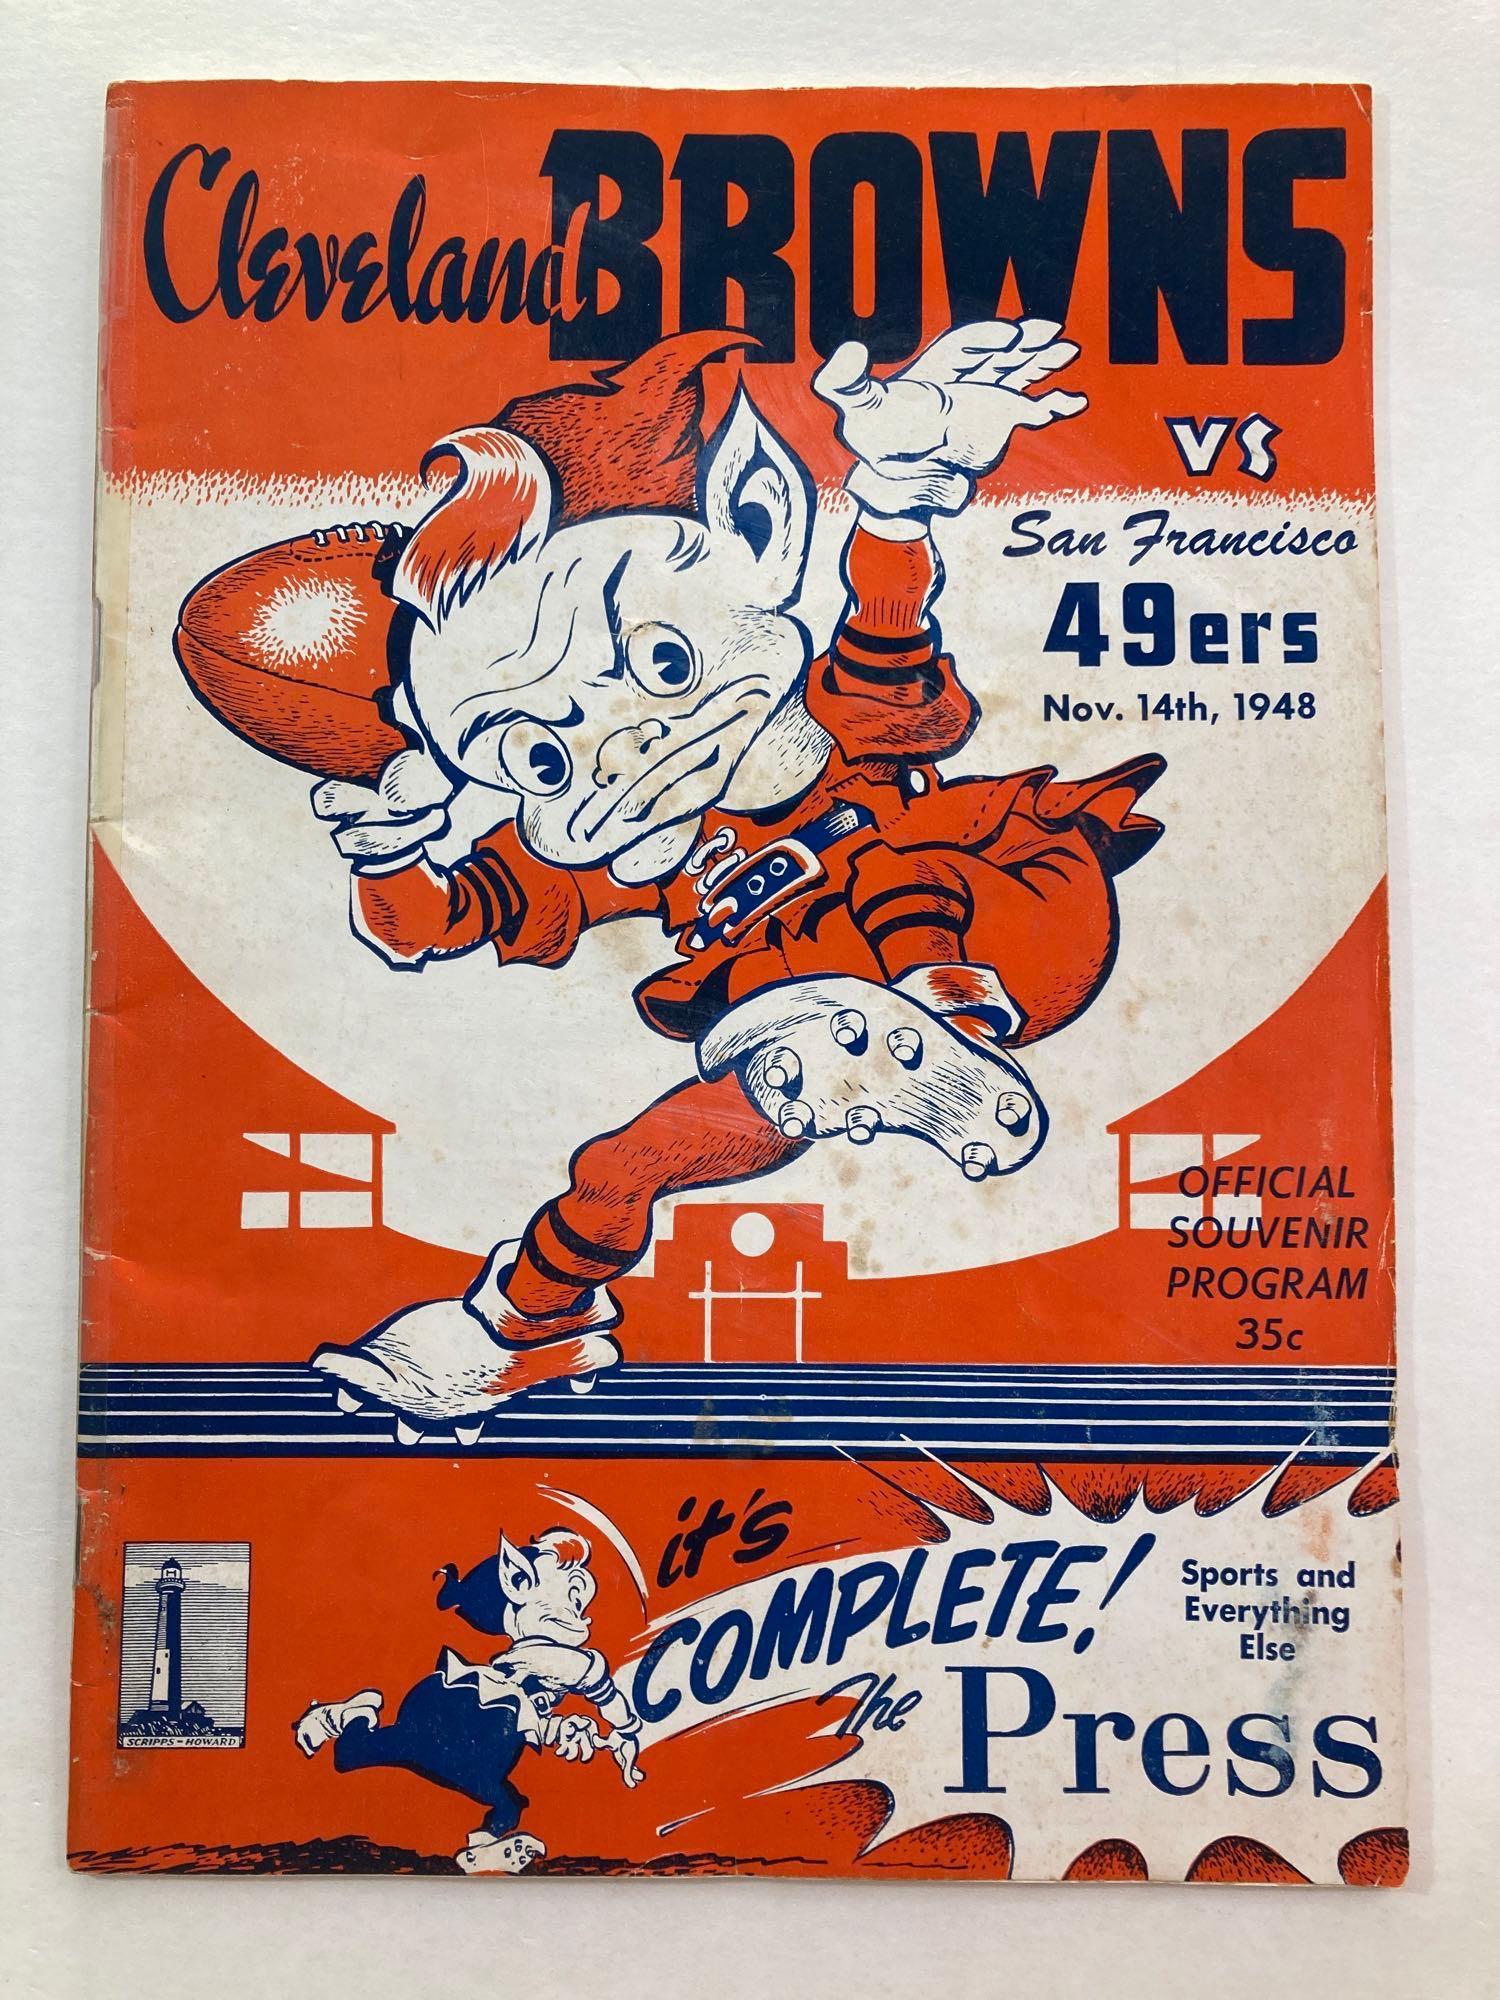 Cleveland BROWNS
vs
San Francisco
49ers
Nov. 14th, 1948
OFFICIAL
SOUVENIR
PROGRAM
35c
it's
COMPLETE!
Sports and
Everything
Else
The Press
SCRIPPS-HOWARD